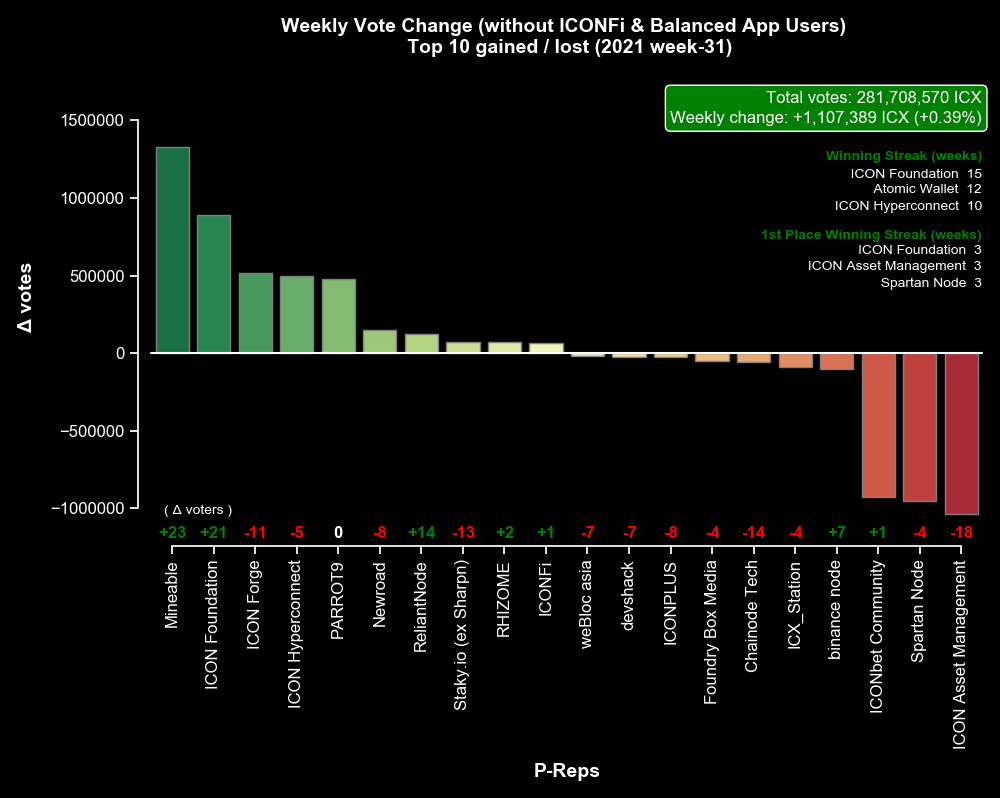 Weekly Vote Change (without ICONFi & Balanced App Users)
Top 10 gained / lost (2021 week-31)
Total votes: 281,708,570 ICX
Weekly change: +1,107,389 ICX (+0.39%)
Winning Streak (weeks)
ICON Foundation 15
Atomic Wallet 12
ICON Hyperconnect 10
1st Place Winning Streak (weeks)
ICON Foundation 3
ICON Asset Management 3
Spartan Node 3
Δ votes
1500000
1000000
500000
0
−500000
−1000000
( Δ voters )
+23 +21 -11 -5 0 -8 +14 -13 +2 +1 -7 -7 -8 -4 -14 -4 +7 +1 -4 -18
Mineable
ICON Foundation
ICON Forge
ICON Hyperconnect
PARROT9
Newroad
ReliantNode
Staky.io (ex Sharpn)
RHIZOME
ICONFi
weBloc asia
devshack
ICONPLUS
Foundry Box Media
Chainode Tech
ICX_Station
binance node
ICONbet Community
Spartan Node
ICON Asset Management
P-Reps